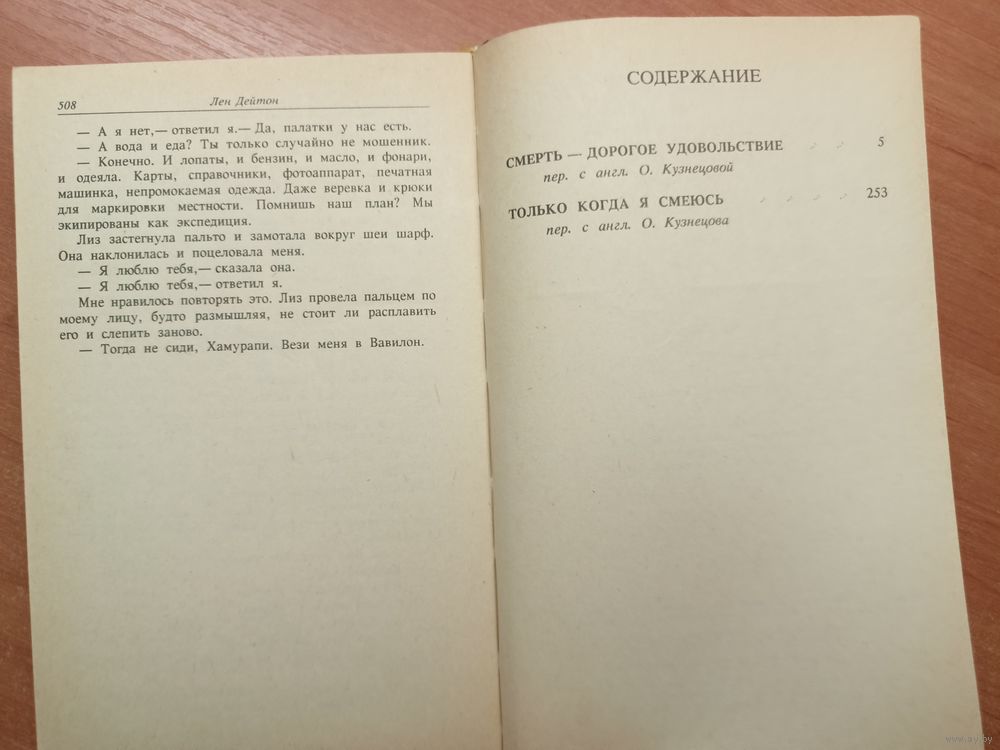 508
Лен Дейтон
— А я нет,— ответил я.— Да, палатки у нас есть.
— А вода и еда? Ты только случайно не мошенник.
— Конечно. И лопаты, и бензин, и масло, и фонари,
и одеяла. Карты, справочники, фотоаппарат, печатная
машинка, непромокаемая одежда. Даже веревка и крюки
для маркировки местности. Помнишь наш план? Мы
экипированы как экспедиция.
Лиз застегнула пальто и замотала вокруг шеи шарф.
Она наклонилась и поцеловала меня.
— Я люблю тебя,— сказала она.
— Я люблю тебя,— ответил я.
Мне нравилось повторять это. Лиз провела пальцем по
моему лицу, будто размышляя, не стоит ли расплавить
его и слепить заново.
— Тогда не сиди, Хамурапи. Вези меня в Вавилон.
СОДЕРЖАНИЕ
СМЕРТЬ — ДОРОГОЕ УДОВОЛЬСТВИЕ 5
пер. с англ. О. Кузнецовой
ТОЛЬКО КОГДА Я СМЕЮСЬ 253
пер. с англ. О. Кузнецова
www.ay.by